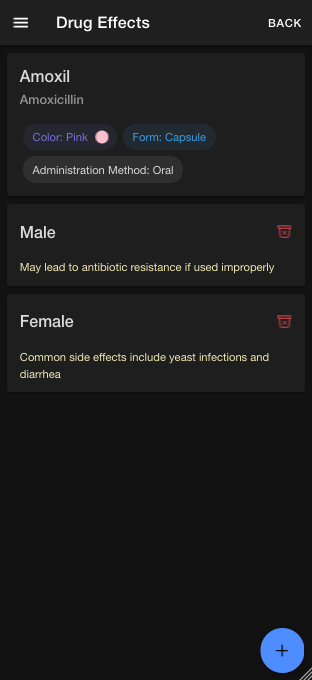 Drug Effects
BACK
Amoxil
Amoxicillin
Color: Pink
Form: Capsule
Administration Method: Oral
Male
May lead to antibiotic resistance if used improperly
Female
Common side effects include yeast infections and
diarrhea